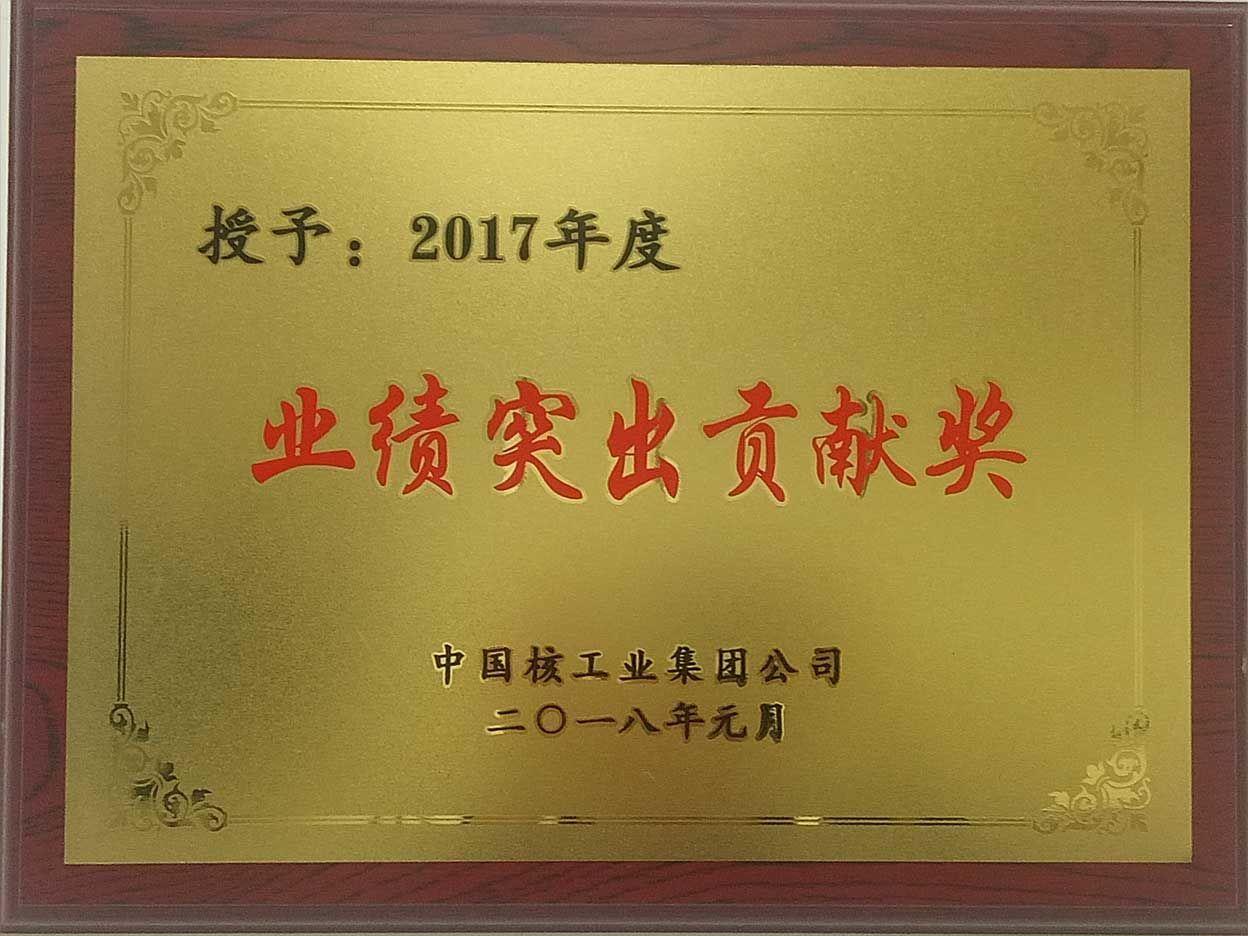 授予：2017年度
业绩突出贡献奖
中国核工业集团公司
二〇一八年元月